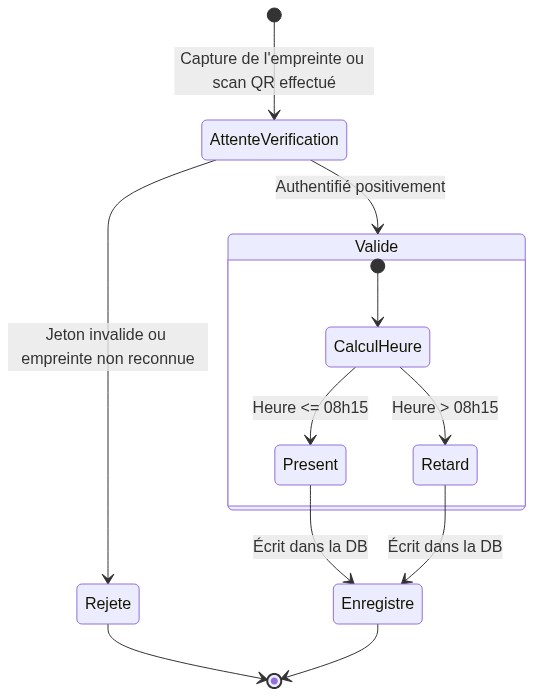 Capture de l'empreinte ou
scan QR effectué
AttenteVerification
Authentifié positivement
Valide
Jeton invalide ou
empreinte non reconnue
CalculHeure
Heure <= 08h15
Heure > 08h15
Present
Retard
Écrit dans la DB
Écrit dans la DB
Rejete
Enregistre